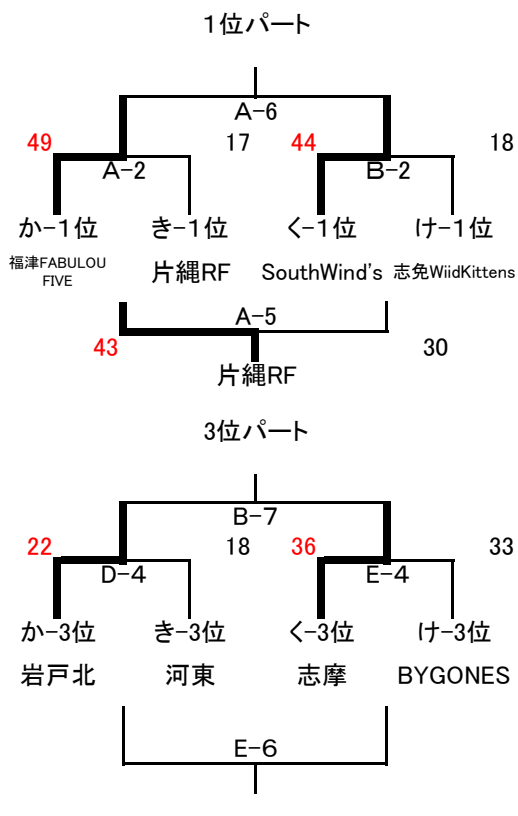 １位パート
A-6
49 17 44 18
A-2 B-2
か-１位 き-１位 く-１位 け-１位
福津FABULOU
FIVE
片縄RF SouthWind's 志免WiidKittens
A-5
43 30
片縄RF
3位パート
B-7
22 18 36 33
D-4 E-4
か-3位 き-3位 く-3位 け-3位
岩戸北 河東 志摩 BYGONES
E-6